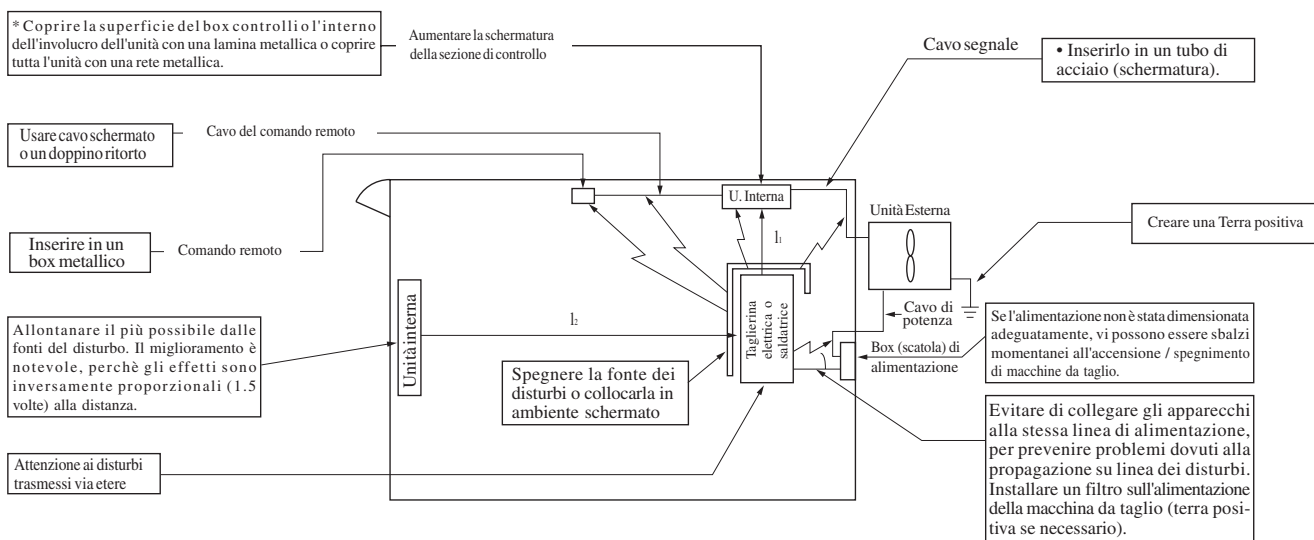 * Coprire la superficie del box controlli o l'interno
dell'involucro dell'unità con una lamina metallica o coprire
tutta l'unità con una rete metallica.
Aumentare la schermatura
della sezione di controllo
Cavo segnale
• Inserirlo in un tubo di
acciaio (schermatura).
Usare cavo schermato
o un doppino ritorto
Cavo del comando remoto
U. Interna
Unità Esterna
Creare una Terra positiva
Inserire in un
box metallico
Comando remoto
l1
Unità interna
l2
Taglierina
elettrica o
saldatrice
Cavo di
potenza
Box (scatola) di
alimentazione
Se l'alimentazione non è stata dimensionata
adeguatamente, vi possono essere sbalzi
momentanei all'accensione / spegnimento
di macchine da taglio.
Allontanare il più possibile dalle
fonti del disturbo. Il miglioramento è
notevole, perchè gli effetti sono
inversamente proporzionali (1.5
volte) alla distanza.
Spegnere la fonte dei
disturbi o collocarla in
ambiente schermato
Evitare di collegare gli apparecchi
alla stessa linea di alimentazione,
per prevenire problemi dovuti alla
propagazione su linea dei disturbi.
Installare un filtro sull'alimentazione
della macchina da taglio (terra posi-
tiva se necessario).
Attenzione ai disturbi
trasmessi via etere